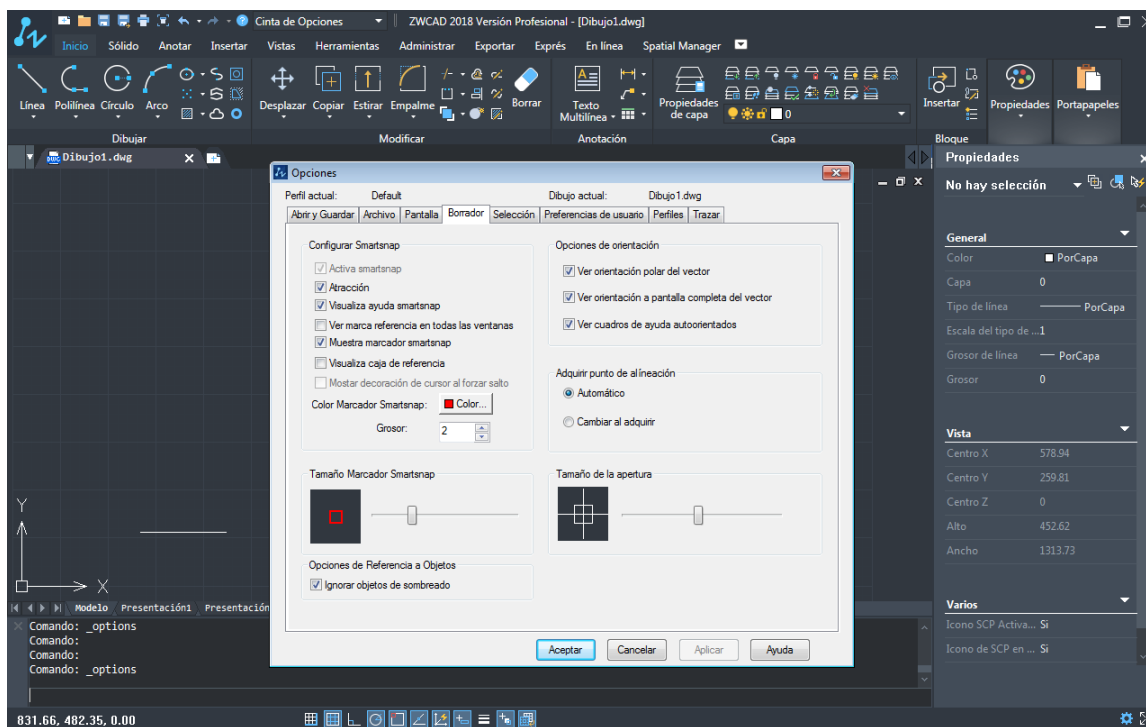 Cinta de Opciones
ZWCAD 2018 Versión Profesional - [Dibujo1.dwg]
Inicio Sólido Anotar Insertar Vistas Herramientas Administrar Exportar Exprés En línea Spatial Manager
Línea Polilínea Círculo Arco
Desplazar Copiar Estirar Empalme Borrar
Texto Multilínea
Propiedades de capa
0
Insertar Propiedades Portapapeles
Dibujar Modificar Anotación Capa Bloque
Dibujo1.dwg
Opciones
Perfil actual: Default Dibujo actual: Dibujo1.dwg
Abrir y Guardar Archivo Pantalla Borrador Selección Preferencias de usuario Perfiles Trazar
Configurar Smartsnap
Activa smartsnap
Atracción
Visualiza ayuda smartsnap
Ver marca referencia en todas las ventanas
Muestra marcador smartsnap
Visualiza caja de referencia
Mostar decoración de cursor al forzar salto
Color Marcador Smartsnap: Color...
Grosor: 2
Opciones de orientación
Ver orientación polar del vector
Ver orientación a pantalla completa del vector
Ver cuadros de ayuda autorientados
Adquirir punto de alíneación
Automático
Cambiar al adquirir
Tamaño Marcador Smartsnap
Tamaño de la apertura
Opciones de Referencia a Objetos
Ignorar objetos de sombreado
Aceptar Cancelar Aplicar Ayuda
Propiedades
No hay selección
General
Color PorCapa
Capa 0
Tipo de línea PorCapa
Escala del tipo de ...1
Grosor de línea PorCapa
Grosor 0
Vista
Centro X 578.94
Centro Y 259.81
Centro Z 0
Alto 452.62
Ancho 1313.73
Varios
Icono SCP Activa... Si
Icono de SCP en ... Si
Y
X
Modelo Presentación1 Presentación
Comando: _options
Comando:
Comando:
Comando: _options
831.66, 482.35, 0.00